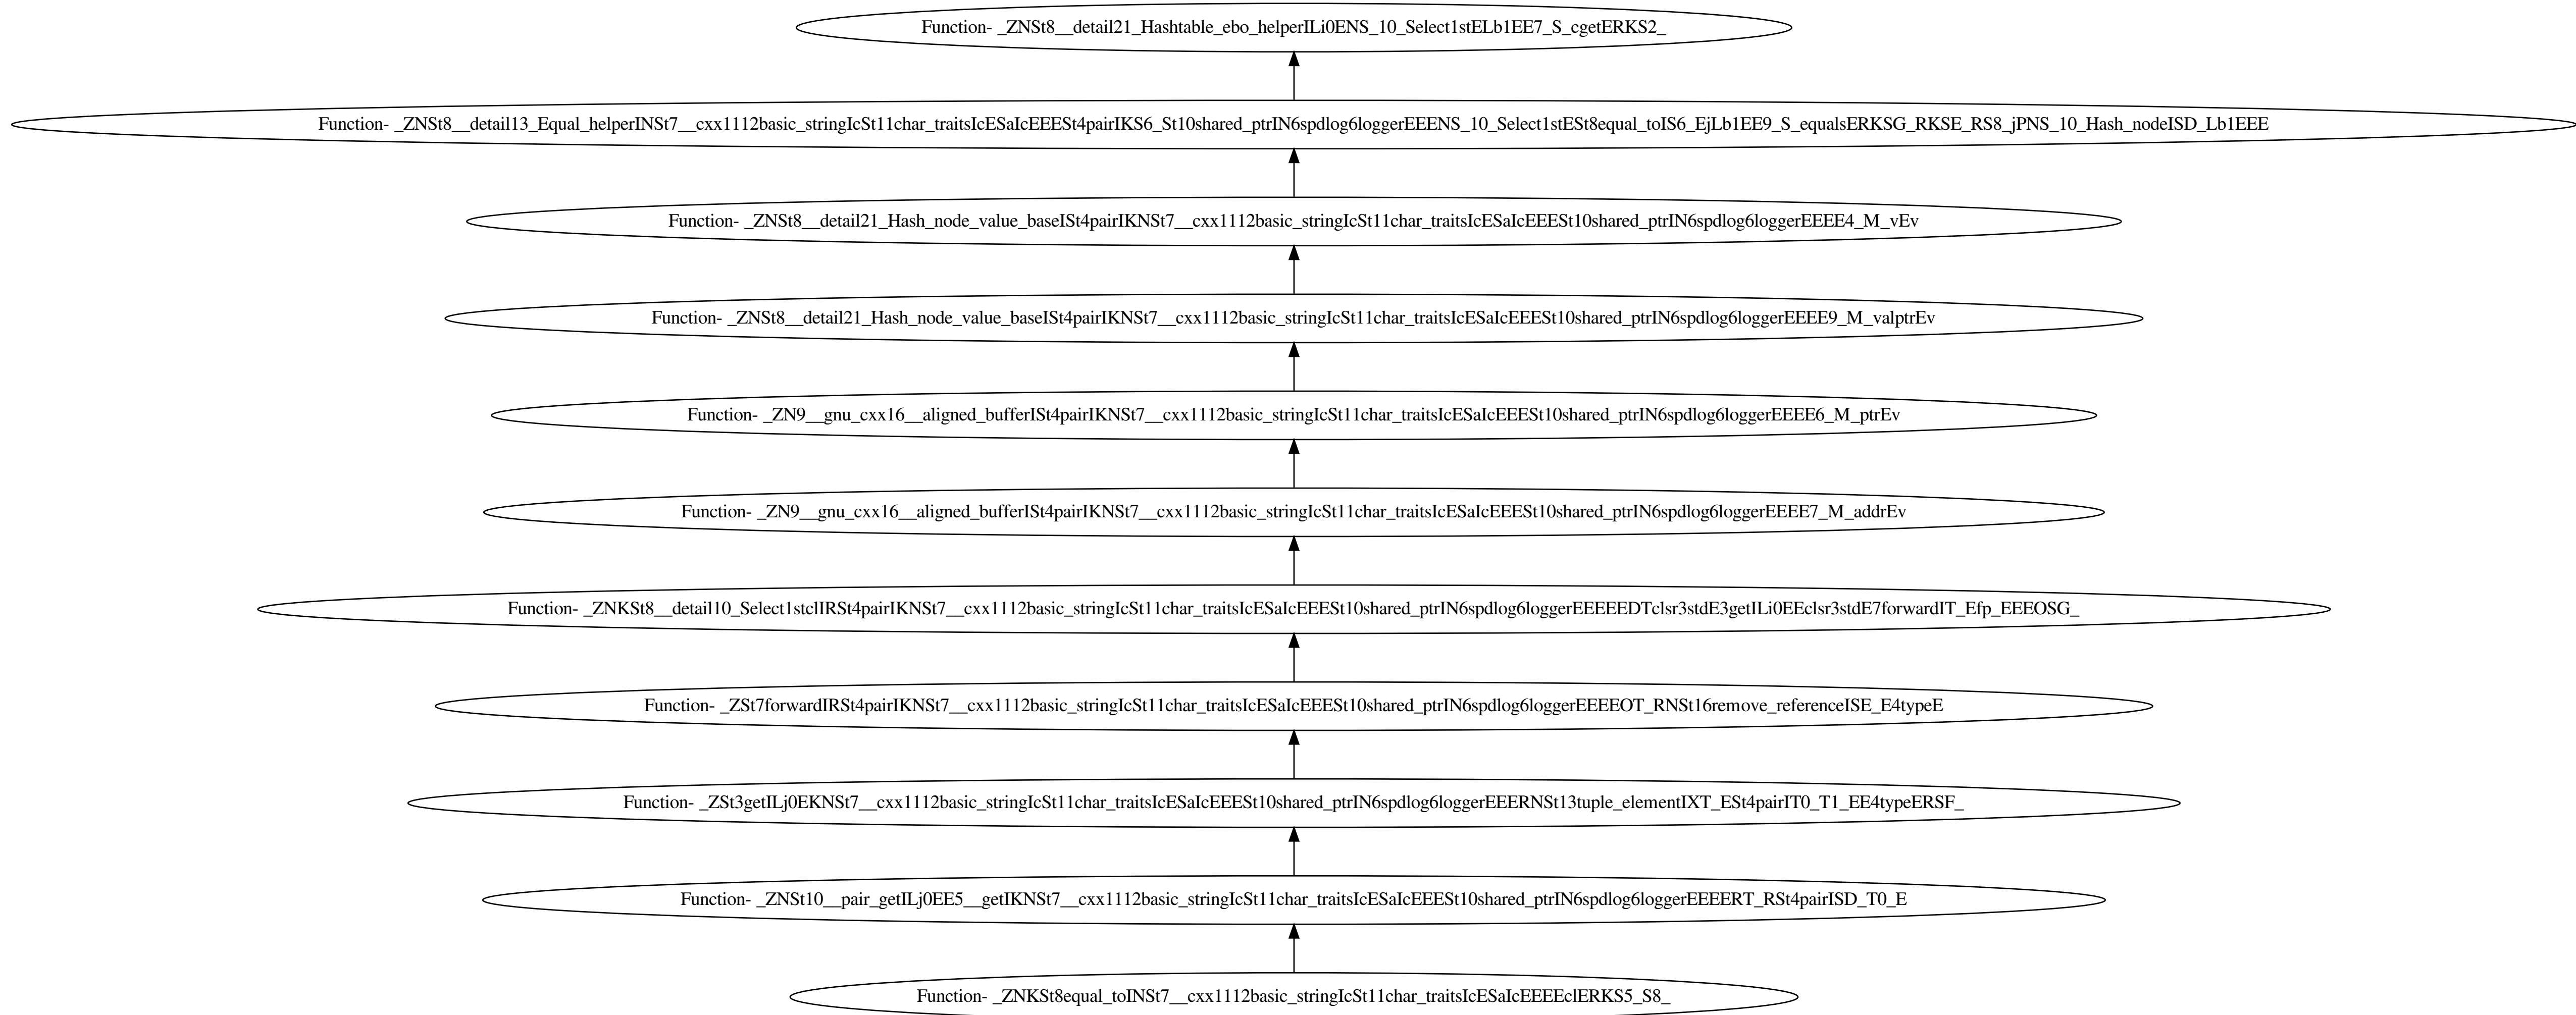 Function- _ZNSt8__detail21_Hashtable_ebo_helperILi0ENS_10_Select1stELb1EE7_S_cgetERKS2_
Function- _ZNSt8__detail13_Equal_helperINSt7__cxx1112basic_stringIcSt11char_traitsIcESaIcEEESt4pairIKS6_St10shared_ptrIN6spdlog6loggerEEENS_10_Select1stESt8equal_toIS6_EjLb1EE9_S_equalsERKSG_RKSE_RS8_jPNS_10_Hash_nodeISD_Lb1EEE
Function- _ZNSt8__detail21_Hash_node_value_baseISt4pairIKNSt7__cxx1112basic_stringIcSt11char_traitsIcESaIcEEESt10shared_ptrIN6spdlog6loggerEEEE4_M_vEv
Function- _ZNSt8__detail21_Hash_node_value_baseISt4pairIKNSt7__cxx1112basic_stringIcSt11char_traitsIcESaIcEEESt10shared_ptrIN6spdlog6loggerEEEE9_M_valptrEv
Function- _ZN9__gnu_cxx16__aligned_bufferISt4pairIKNSt7__cxx1112basic_stringIcSt11char_traitsIcESaIcEEESt10shared_ptrIN6spdlog6loggerEEEE6_M_ptrEv
Function- _ZN9__gnu_cxx16__aligned_bufferISt4pairIKNSt7__cxx1112basic_stringIcSt11char_traitsIcESaIcEEESt10shared_ptrIN6spdlog6loggerEEEE7_M_addrEv
Function- _ZNKSt8__detail10_Select1stclIRSt4pairIKNSt7__cxx1112basic_stringIcSt11char_traitsIcESaIcEEESt10shared_ptrIN6spdlog6loggerEEEEEDTclsr3stdE3getILi0EEclsr3stdE7forwardIT_Efp_EEEOSG_
Function- _ZSt7forwardIRSt4pairIKNSt7__cxx1112basic_stringIcSt11char_traitsIcESaIcEEESt10shared_ptrIN6spdlog6loggerEEEEOT_RNSt16remove_referenceISE_E4typeE
Function- _ZSt3getILj0EKNSt7__cxx1112basic_stringIcSt11char_traitsIcESaIcEEESt10shared_ptrIN6spdlog6loggerEEERNSt13tuple_elementIXT_ESt4pairIT0_T1_EE4typeERSF_
Function- _ZNSt10__pair_getILj0EE5__getIKNSt7__cxx1112basic_stringIcSt11char_traitsIcESaIcEEESt10shared_ptrIN6spdlog6loggerEEEERT_RSt4pairISD_T0_E
Function- _ZNKSt8equal_toINSt7__cxx1112basic_stringIcSt11char_traitsIcESaIcEEEEclERKS5_S8_